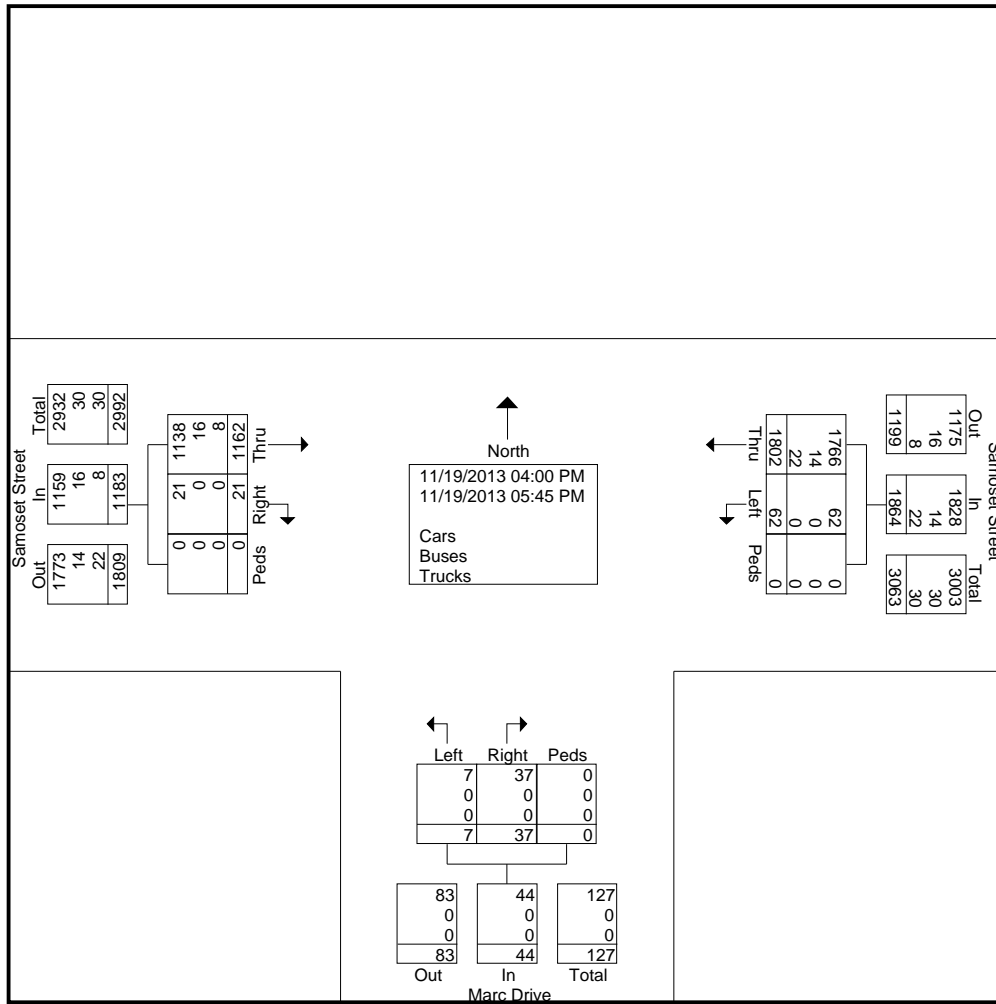 North
11/19/2013 04:00 PM
11/19/2013 05:45 PM
Cars
Buses
Trucks
Samoset Street
Total
2932
30
30
2992
In
1159
16
8
1183
Out
1773
14
22
1809
Thru
1138
16
8
1162
Right
21
0
0
21
Peds
0
0
0
0
Samoset Street
Out
1175
16
8
1199
In
1828
14
22
1864
Total
3003
30
30
3063
Thru
1766
14
22
1802
Left
62
0
0
62
Peds
0
0
0
0
Left Right Peds
7 37 0
0 0 0
0 0 0
7 37 0
83 44 127
0 0 0
0 0 0
83 44 127
Out In Total
Marc Drive